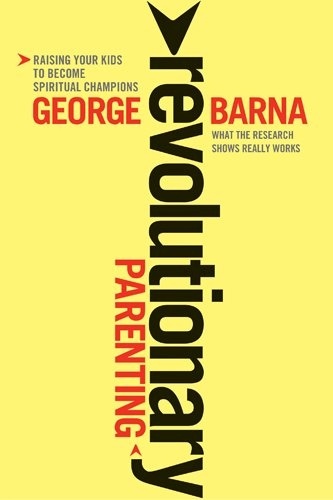 RAISING YOUR KIDS
TO BECOME
SPIRITUAL CHAMPIONS
GEORGE BARNA
WHAT THE RESEARCH
SHOWS REALLY WORKS
revolutionary
PARENTING